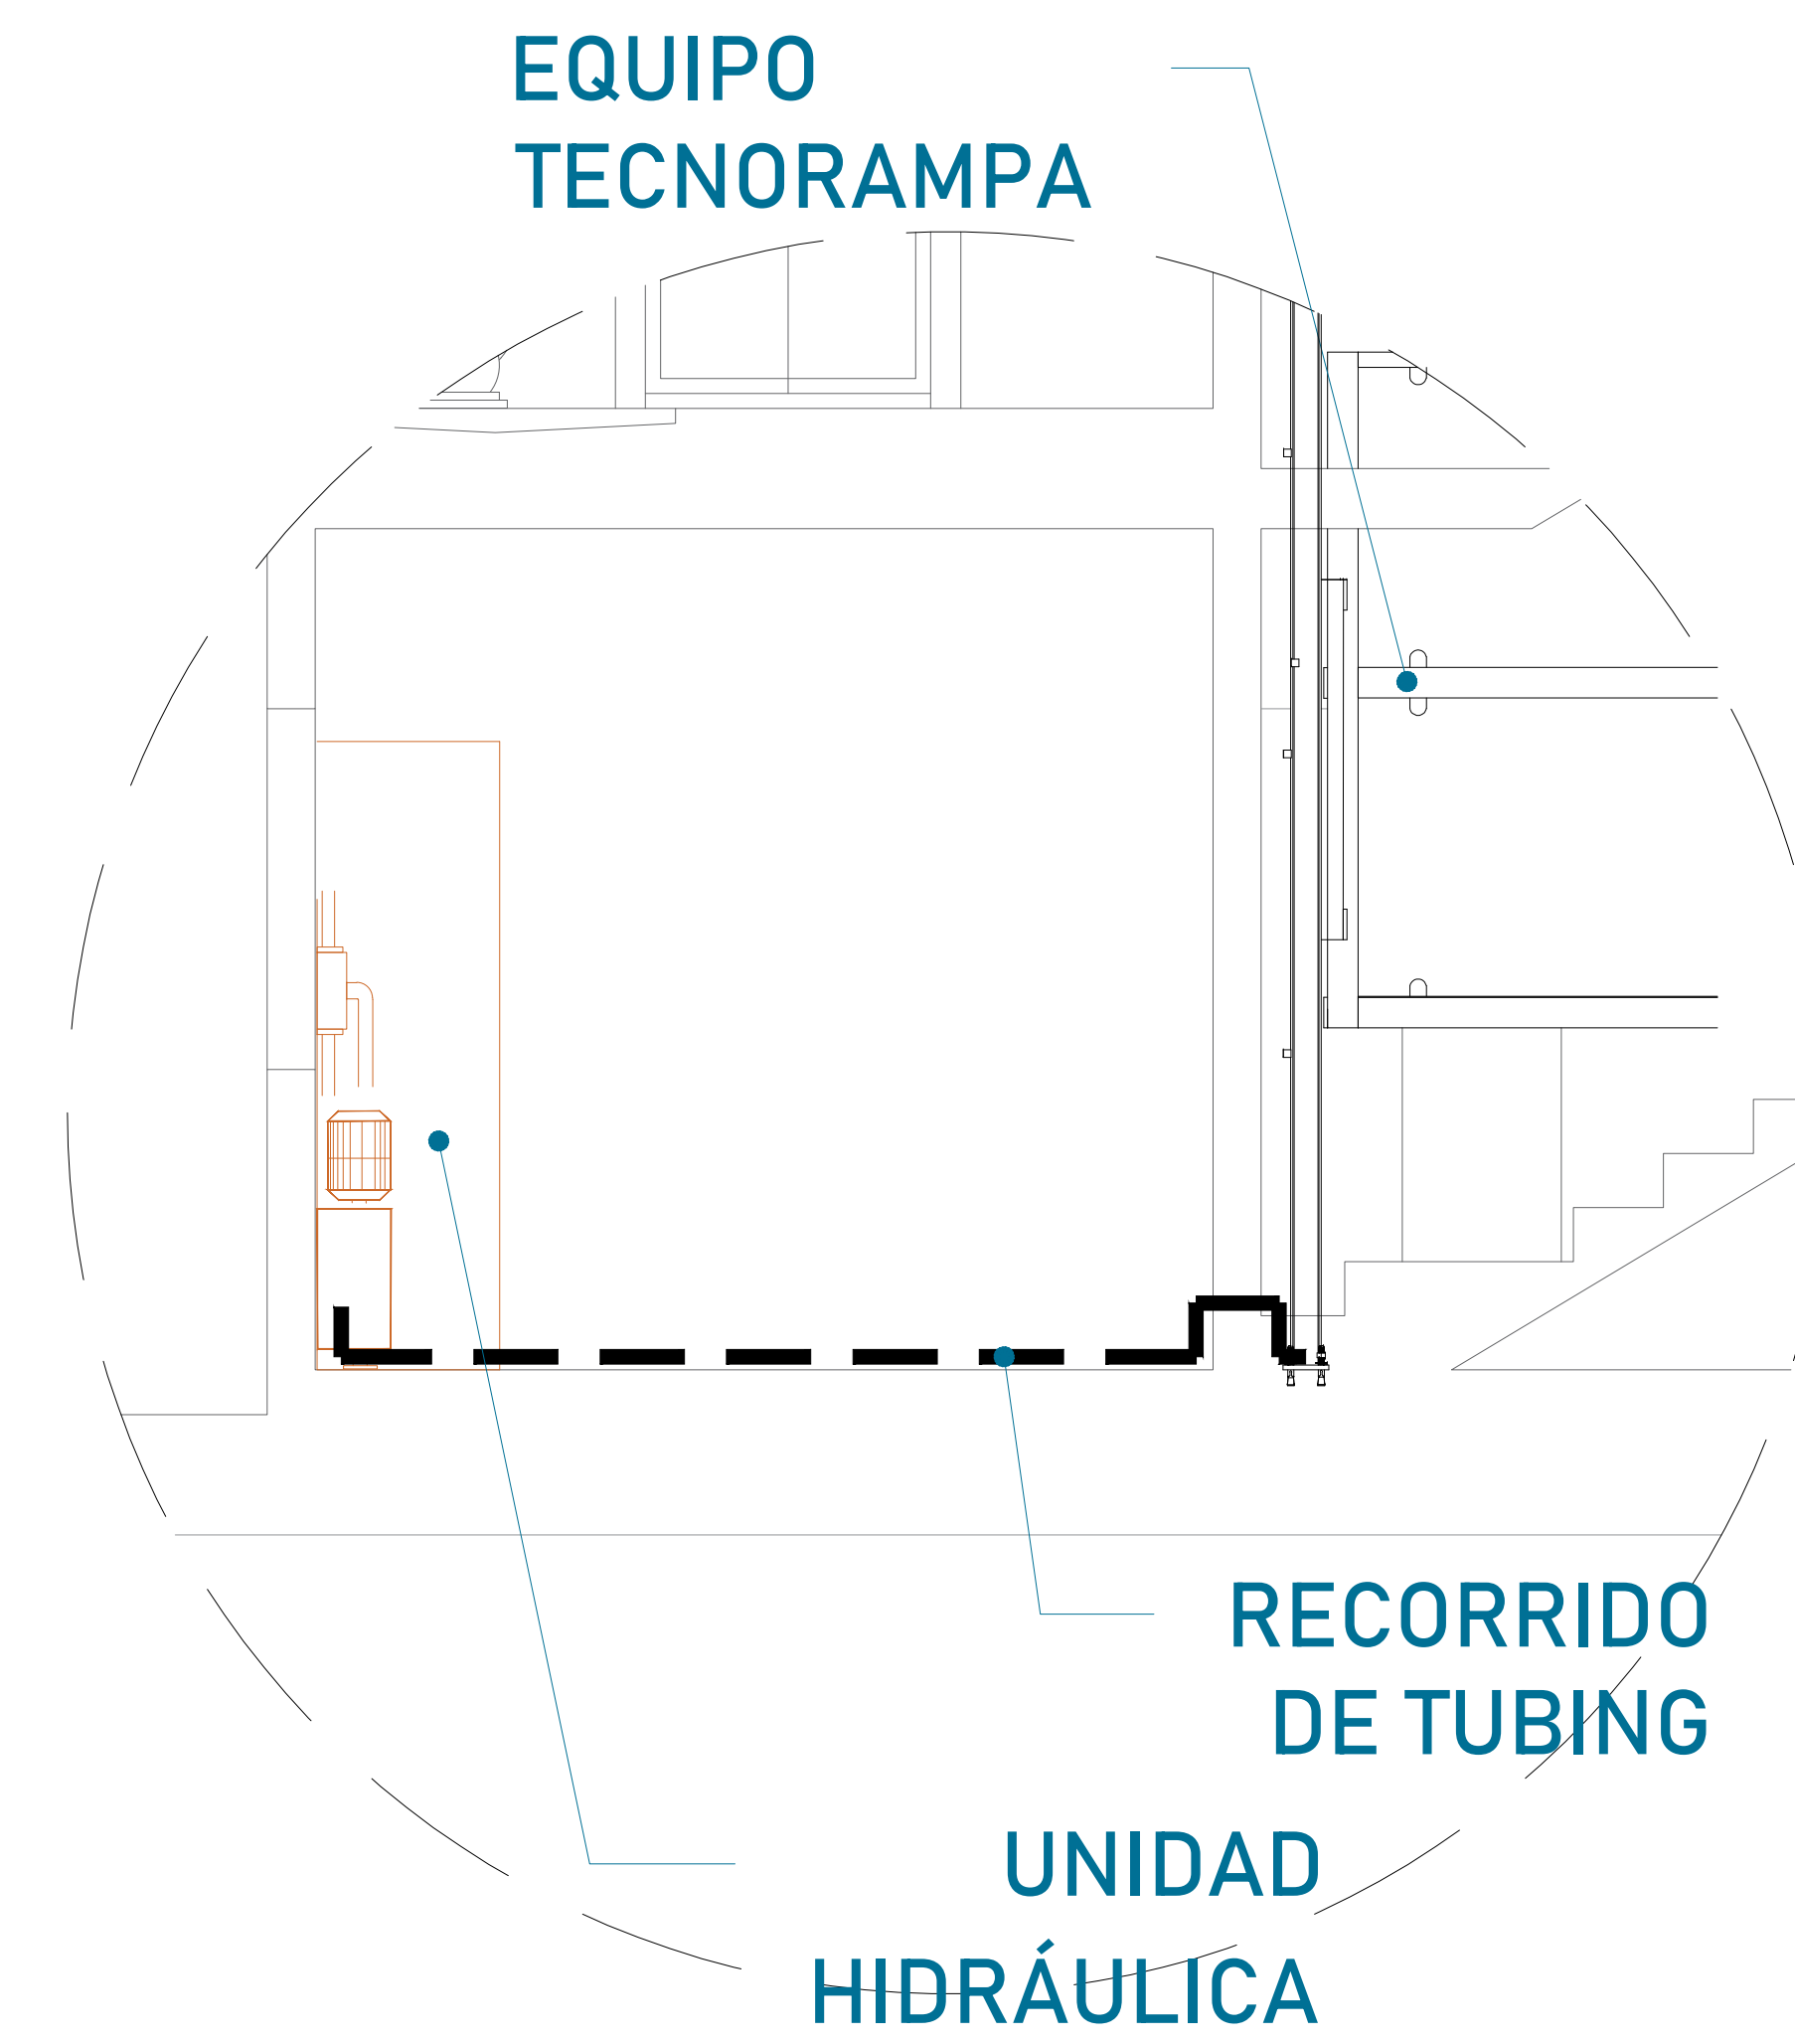 EQUIPO
TECNORAMPA
RECORRIDO
DE TUBING
UNIDAD
HIDRÁULICA